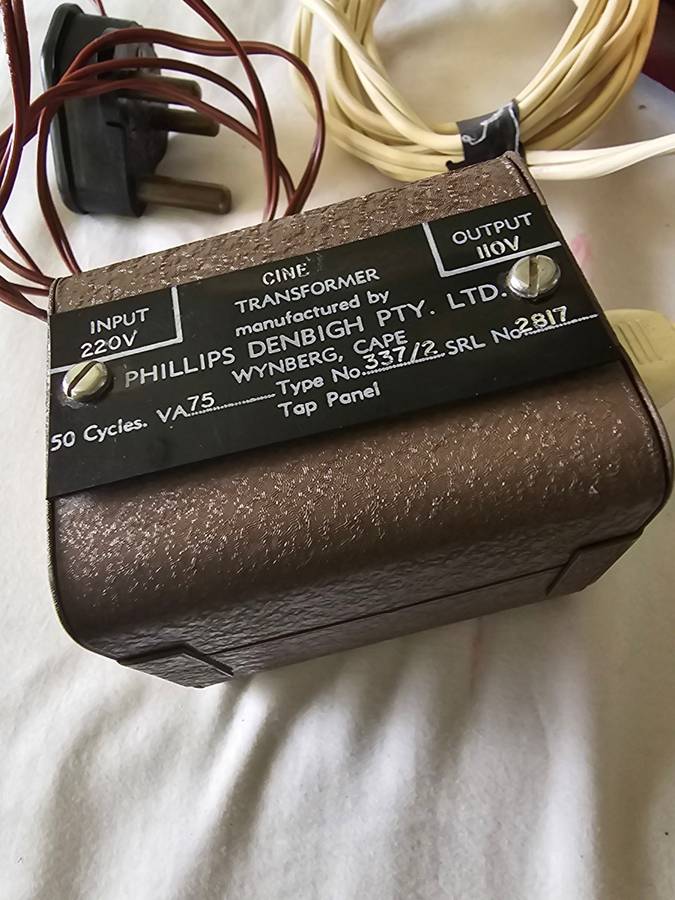 INPUT
220V
CINE
TRANSFORMER
manufactured by
PHILLIPS DENBIGH PTY. LTD.
WYNBERG, CAPE
OUTPUT
110V
50 Cycles. VA 75 Type No. 337/2 SRL No 2817
Tap Panel